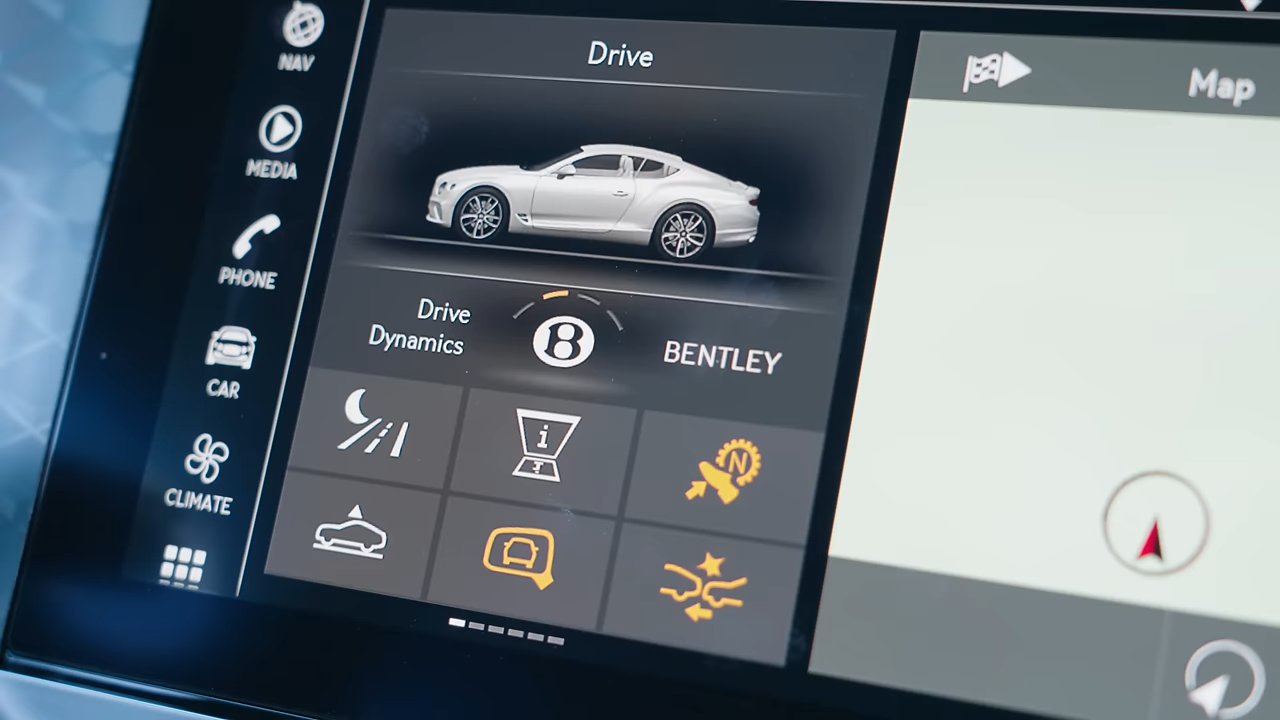 NAV
MEDIA
PHONE
CAR
CLIMATE
Drive
Drive
Dynamics
B
BENTLEY
i
N
Map